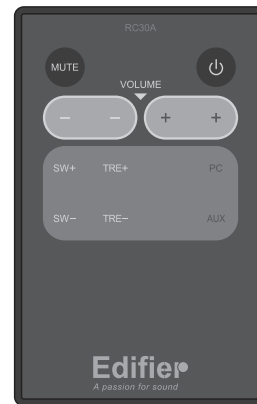 RC30A
MUTE
VOLUME
− − + +
SW+ TRE+ PC
SW− TRE− AUX
Edifier
A passion for sound